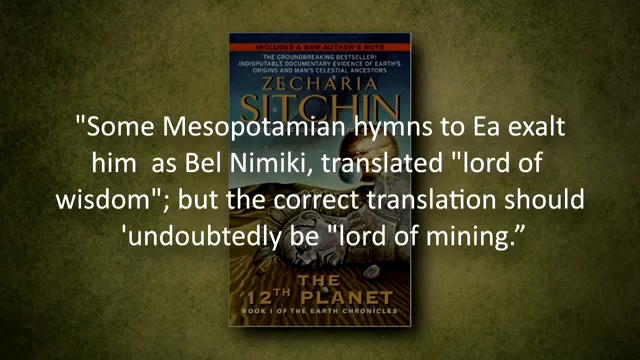 INCLUDES A NEW AUTHOR'S NOTE
THE GROUNDBREAKING BESTSELLER!
INDISPUTABLE DOCUMENTARY EVIDENCE OF EARTH'S
ORIGINS AND MAN'S CELESTIAL ANCESTORS
ZECHARIA
SITCHIN
"Some Mesopotamian hymns to Ea exalt
him  as Bel Nimiki, translated "lord of
wisdom"; but the correct translation should
'undoubtedly be "lord of mining.”
THE
12TH PLANET
BOOK I OF THE EARTH CHRONICLES